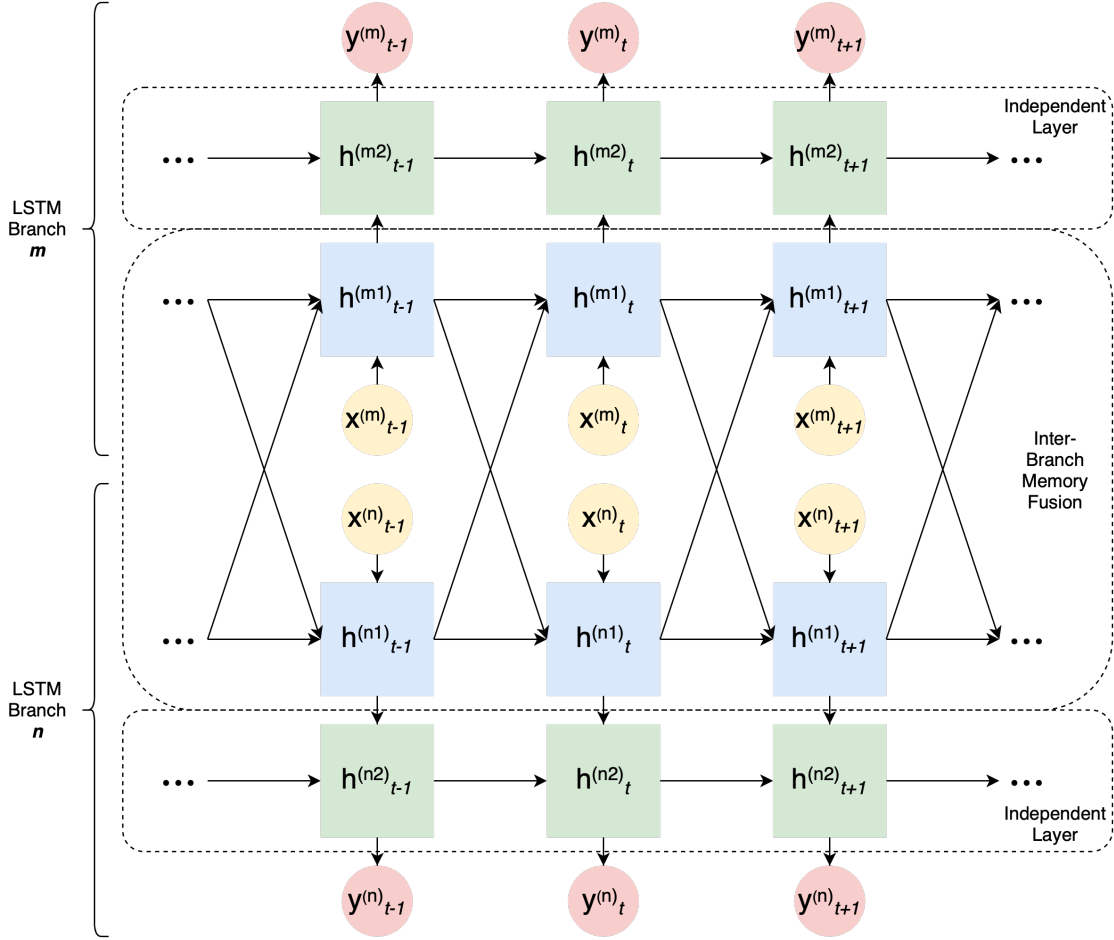 y(m)t-1 y(m)t y(m)t+1
Independent
Layer
... h(m2)t-1 h(m2)t h(m2)t+1 ...
LSTM
Branch
m
... h(m1)t-1 h(m1)t h(m1)t+1 ...
x(m)t-1 x(m)t x(m)t+1
Inter-
Branch
Memory
Fusion
x(n)t-1 x(n)t x(n)t+1
... h(n1)t-1 h(n1)t h(n1)t+1 ...
LSTM
Branch
n
... h(n2)t-1 h(n2)t h(n2)t+1 ...
Independent
Layer
y(n)t-1 y(n)t y(n)t+1